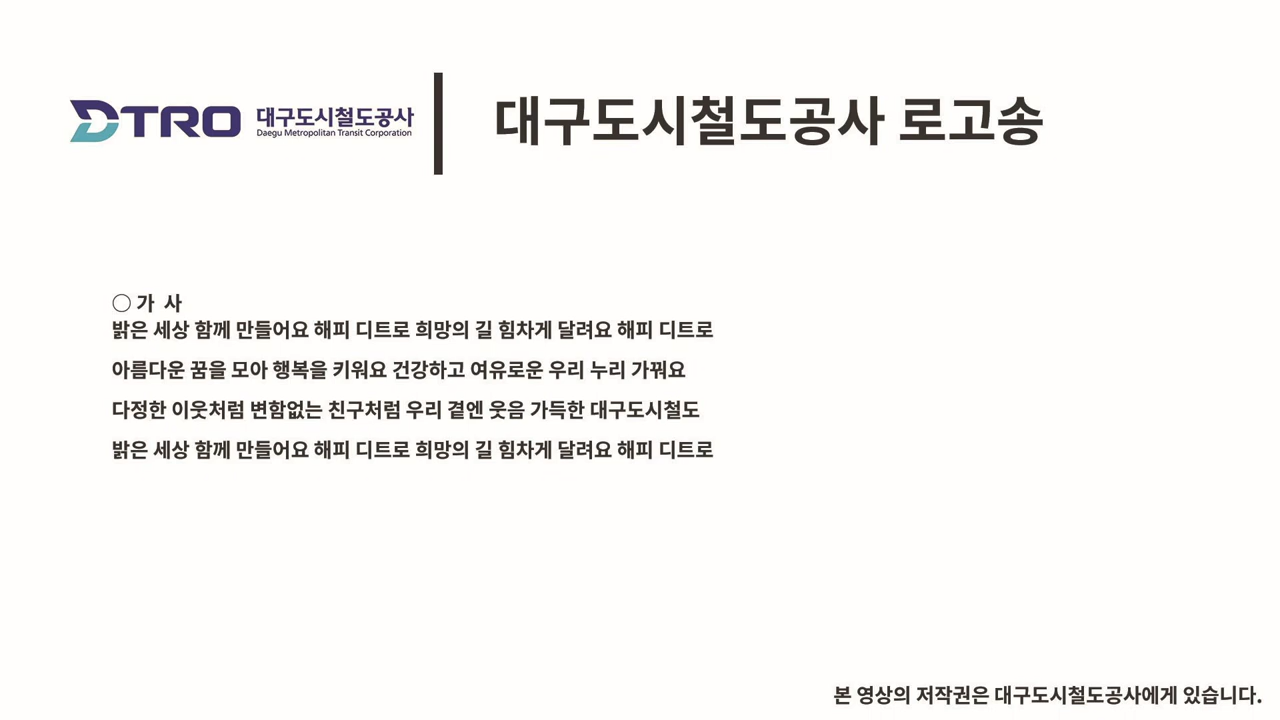 DTRO 대구도시철도공사
Daegu Metropolitan Transit Corporation
대구도시철도공사 로고송
○ 가 사
밝은 세상 함께 만들어요 해피 디트로 희망의 길 힘차게 달려요 해피 디트로
아름다운 꿈을 모아 행복을 키워요 건강하고 여유로운 우리 누리 가꿔요
다정한 이웃처럼 변함없는 친구처럼 우리 곁엔 웃음 가득한 대구도시철도
밝은 세상 함께 만들어요 해피 디트로 희망의 길 힘차게 달려요 해피 디트로
본 영상의 저작권은 대구도시철도공사에게 있습니다.